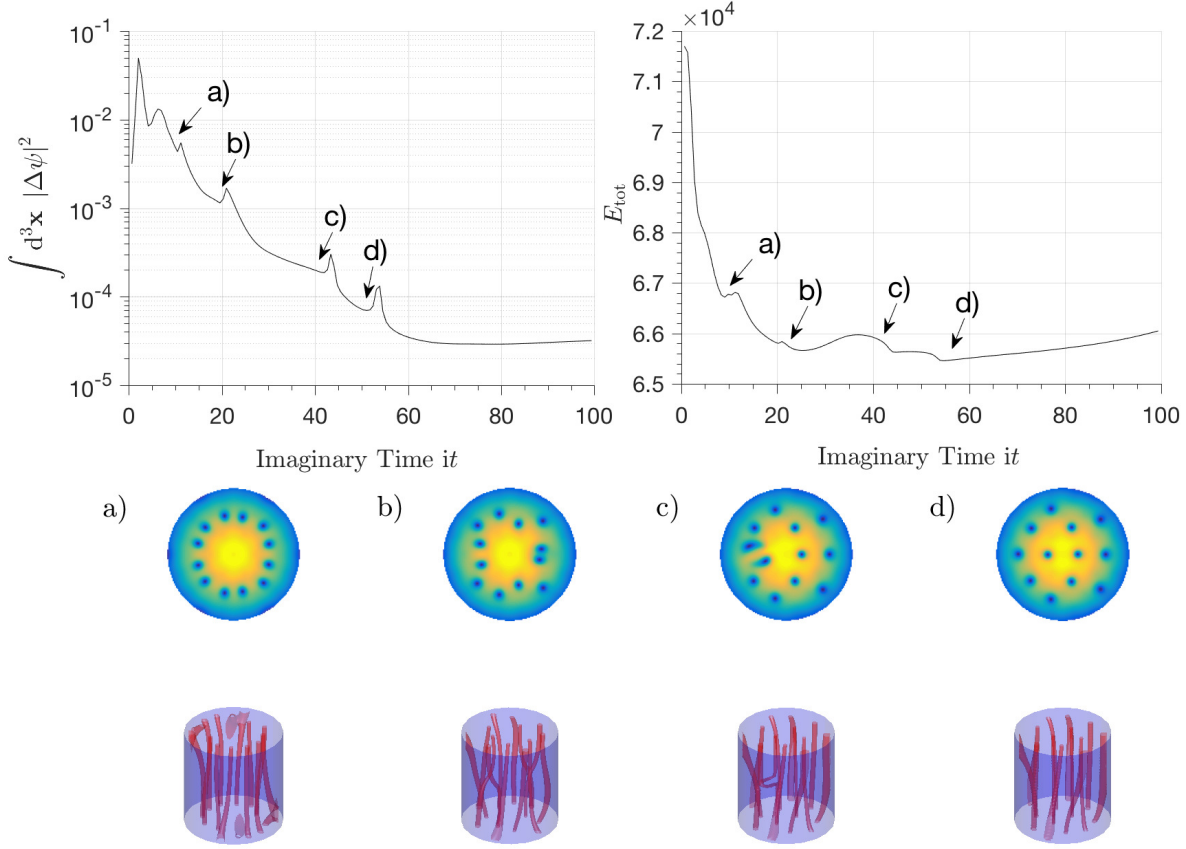 10^{-1}
10^{-2}
10^{-3}
10^{-4}
10^{-5}
∫ d³x |Δψ|²
a)
b)
c)
d)
0 20 40 60 80 100
Imaginary Time it
×10⁴
7.2
7.1
7
6.9
6.8
6.7
6.6
6.5
E_tot
a)
b)
c)
d)
0 20 40 60 80 100
Imaginary Time it
a) b) c) d)